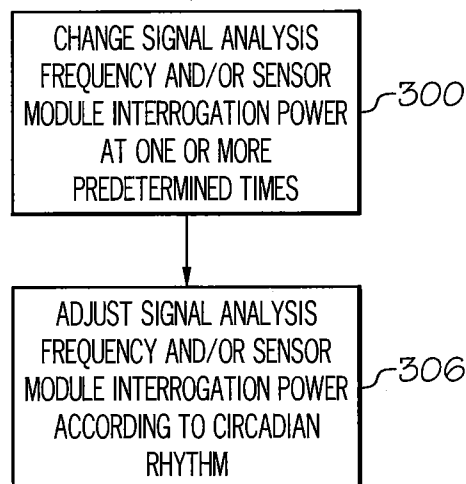 CHANGE SIGNAL ANALYSIS
FREQUENCY AND/OR SENSOR
MODULE INTERROGATION POWER
AT ONE OR MORE
PREDETERMINED TIMES
300
ADJUST SIGNAL ANALYSIS
FREQUENCY AND/OR SENSOR
MODULE INTERROGATION POWER
ACCORDING TO CIRCADIAN
RHYTHM
306